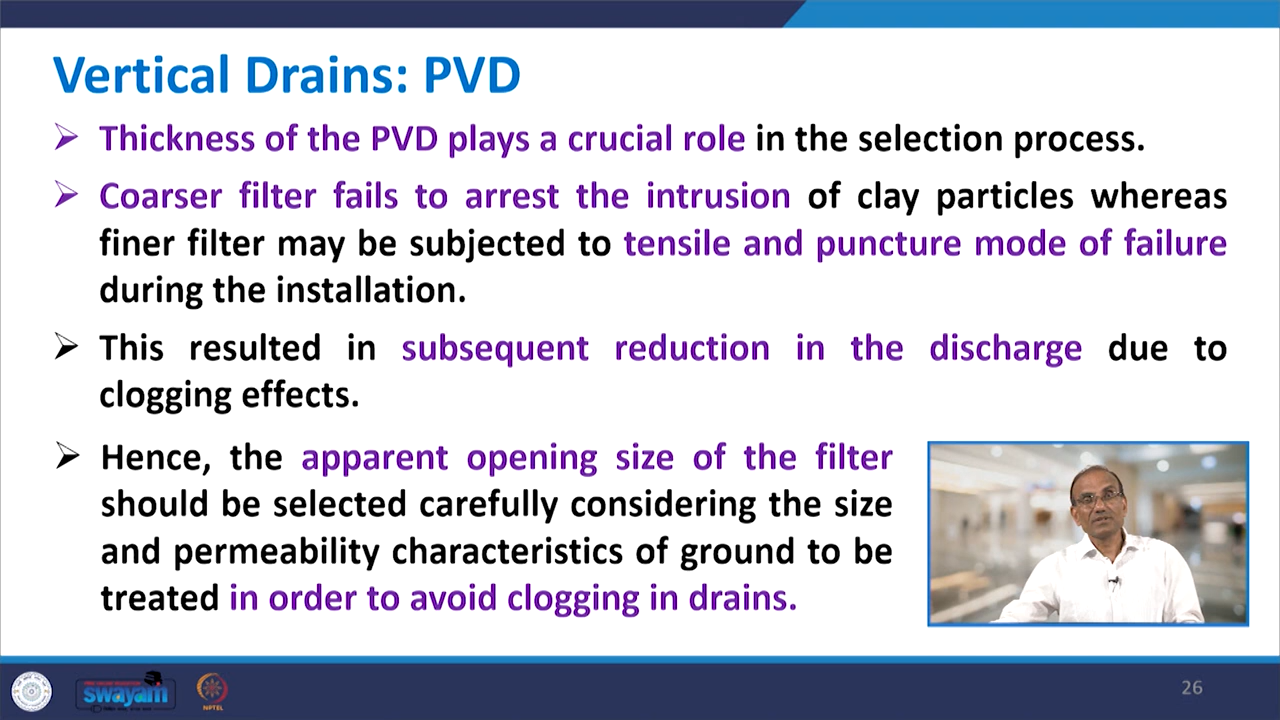 Vertical Drains: PVD
Thickness of the PVD plays a crucial role in the selection process.
Coarser filter fails to arrest the intrusion of clay particles whereas
finer filter may be subjected to tensile and puncture mode of failure
during the installation.
This resulted in subsequent reduction in the discharge due to
clogging effects.
Hence, the apparent opening size of the filter
should be selected carefully considering the size
and permeability characteristics of ground to be
treated in order to avoid clogging in drains.
swayam
NPTEL
26